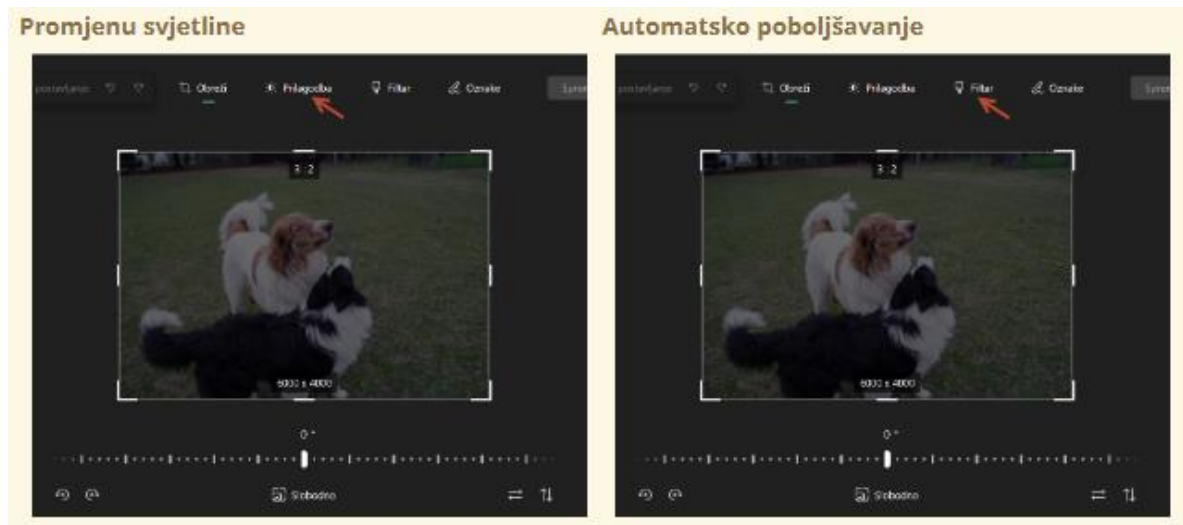 Promjenu svjetline
Automatsko poboljšavanje
Obreži Prilagodba Filtar Oznake
3 : 2
6000 x 4000
0°
Slobodno
Obreži Prilagodba Filtar Oznake
3 : 2
6000 x 4000
0°
Slobodno